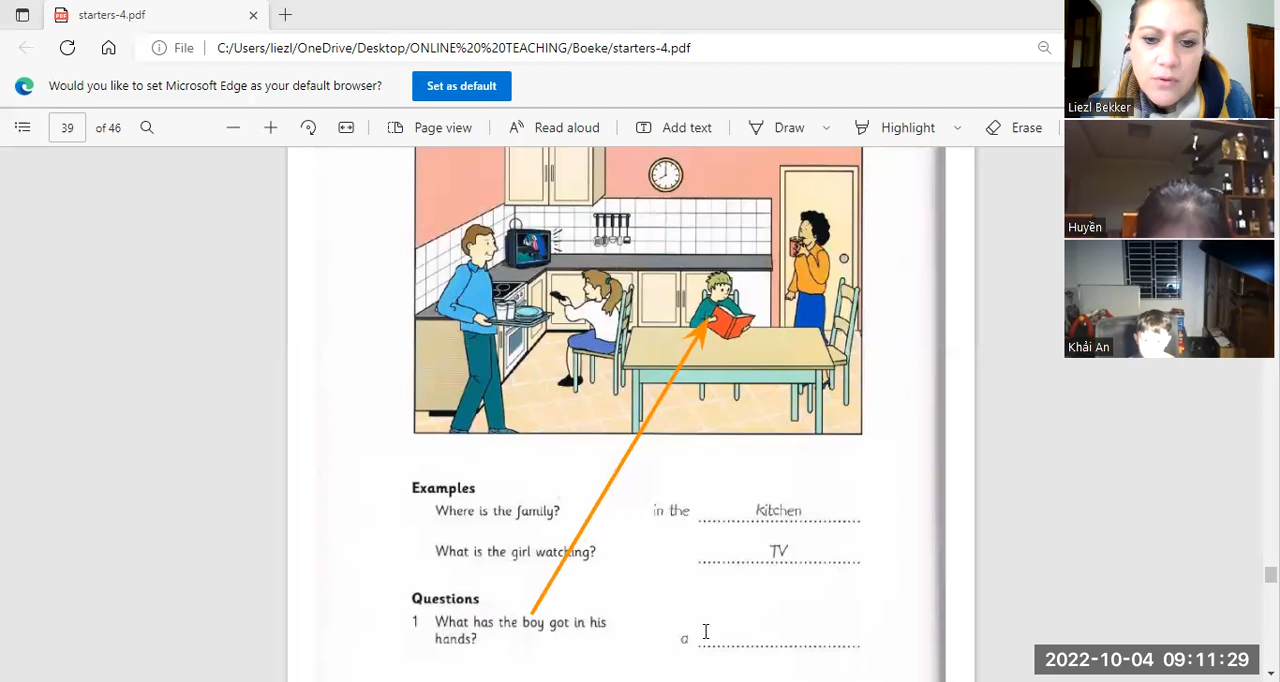 starters-4.pdf
File C:/Users/liezl/OneDrive/Desktop/ONLINE%20%20TEACHING/Boeke/starters-4.pdf
Would you like to set Microsoft Edge as your default browser? Set as default
39 of 46 Page view Read aloud Add text Draw Highlight Erase
Liezl Bekker
Huyền
Khải An
Examples
Where is the family? in the kitchen
What is the girl watching? TV
Questions
1 What has the boy got in his
hands? a
2022-10-04 09:11:29